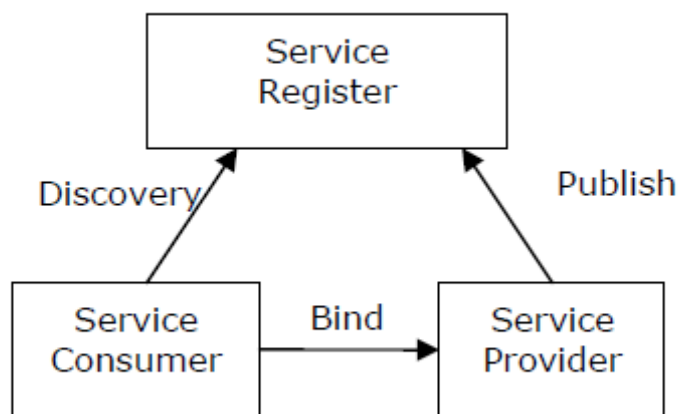 Service
Register
Discovery
Publish
Bind
Service
Consumer
Service
Provider